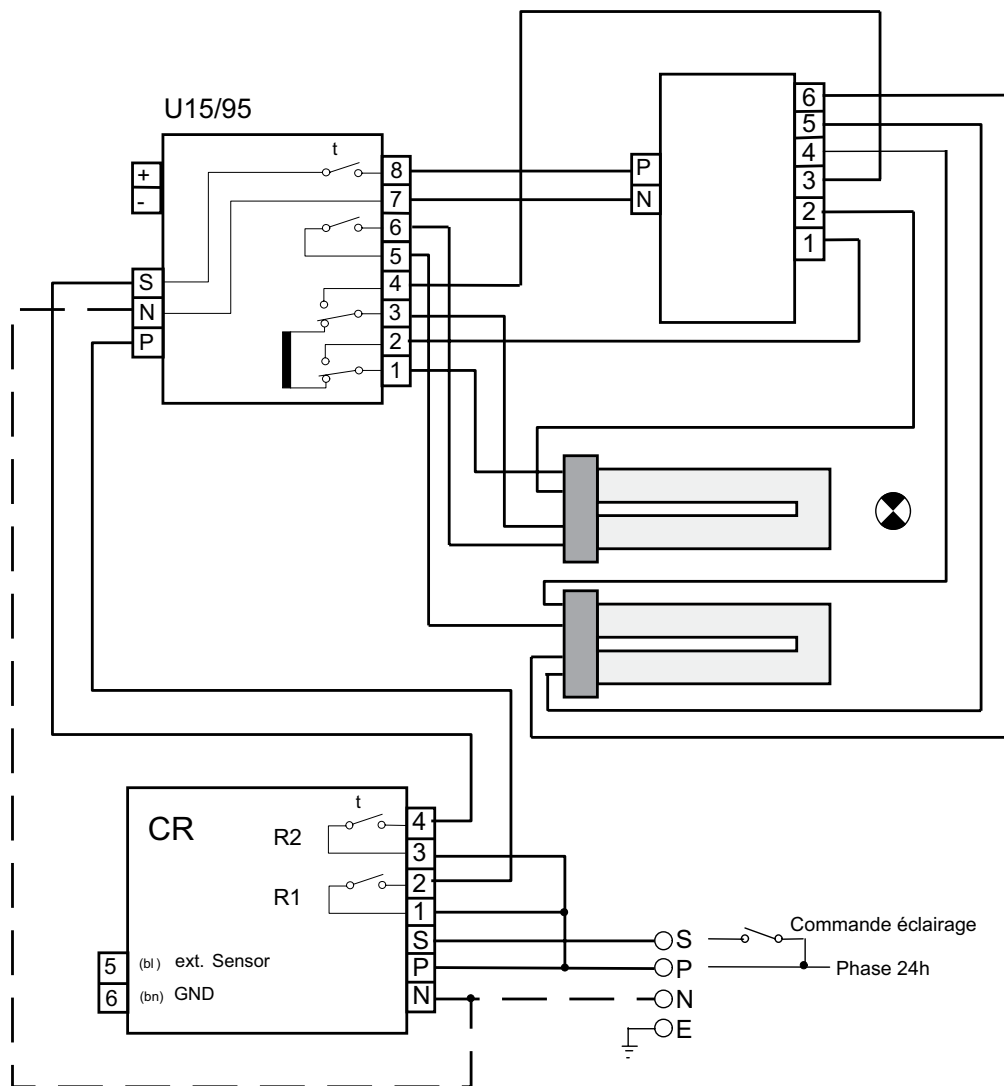 U15/95
t
+
-
S
N
P
8
7
6
5
4
3
2
1
P
N
6
5
4
3
2
1
CR
t
R2
R1
4
3
2
1
S
P
N
5 (bl) ext. Sensor
6 (bn) GND
S
P
N
E
Commande éclairage
Phase 24h